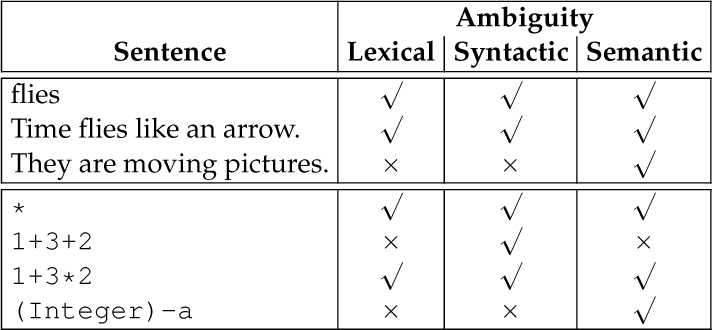 Ambiguity
Sentence Lexical Syntactic Semantic
flies √ √ √
Time flies like an arrow. √ √ √
They are moving pictures. × × √
* √ √ √
1+3+2 × √ ×
1+3*2 √ √ √
(Integer)-a × × √